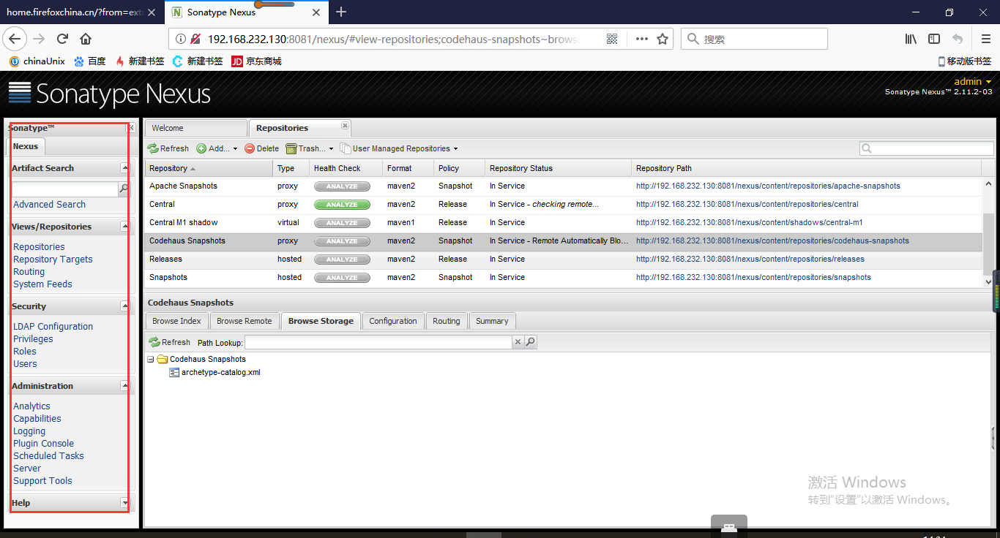 home.firefoxchina.cn/?from=ext
Sonatype Nexus
192.168.232.130:8081/nexus/#view-repositories;codehaus-snapshots~brows
搜索
chinaUnix
百度
新建书签
新建书签
JD 京东商城
移动版书签
Sonatype Nexus
admin
Sonatype Nexus™ 2.11.2-03
Sonatype™
Nexus
Artifact Search
Advanced Search
Views/Repositories
Repositories
Repository Targets
Routing
System Feeds
Security
LDAP Configuration
Privileges
Roles
Users
Administration
Analytics
Capabilities
Logging
Plugin Console
Scheduled Tasks
Server
Support Tools
Help
Welcome
Repositories
Refresh Add... Delete Trash... User Managed Repositories
Repository Type Health Check Format Policy Repository Status Repository Path
Apache Snapshots proxy ANALYZE maven2 Snapshot In Service http://192.168.232.130:8081/nexus/content/repositories/apache-snapshots
Central proxy ANALYZE maven2 Release In Service - checking remote... http://192.168.232.130:8081/nexus/content/repositories/central
Central M1 shadow virtual ANALYZE maven1 Release In Service http://192.168.232.130:8081/nexus/content/shadows/central-m1
Codehaus Snapshots proxy ANALYZE maven2 Snapshot In Service - Remote Automatically Blo... http://192.168.232.130:8081/nexus/content/repositories/codehaus-snapshots
Releases hosted ANALYZE maven2 Release In Service http://192.168.232.130:8081/nexus/content/repositories/releases
Snapshots hosted ANALYZE maven2 Snapshot In Service http://192.168.232.130:8081/nexus/content/repositories/snapshots
Codehaus Snapshots
Browse Index Browse Remote Browse Storage Configuration Routing Summary
Refresh Path Lookup:
Codehaus Snapshots
archetype-catalog.xml
激活 Windows
转到"设置"以激活 Windows。